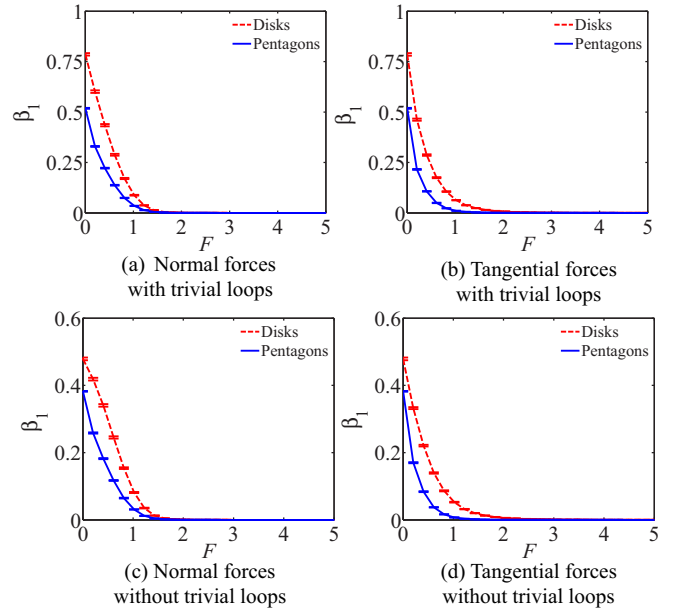 1
0.75
0.5
0.25
0
β1
0 1 2 3 4 5
F
Disks
Pentagons
(a) Normal forces
with trivial loops
1
0.75
0.5
0.25
0
β1
0 1 2 3 4 5
F
Disks
Pentagons
(b) Tangential forces
with trivial loops
0.6
0.4
0.2
0
β1
0 1 2 3 4 5
F
Disks
Pentagons
(c) Normal forces
without trivial loops
0.6
0.4
0.2
0
β1
0 1 2 3 4 5
F
Disks
Pentagons
(d) Tangential forces
without trivial loops